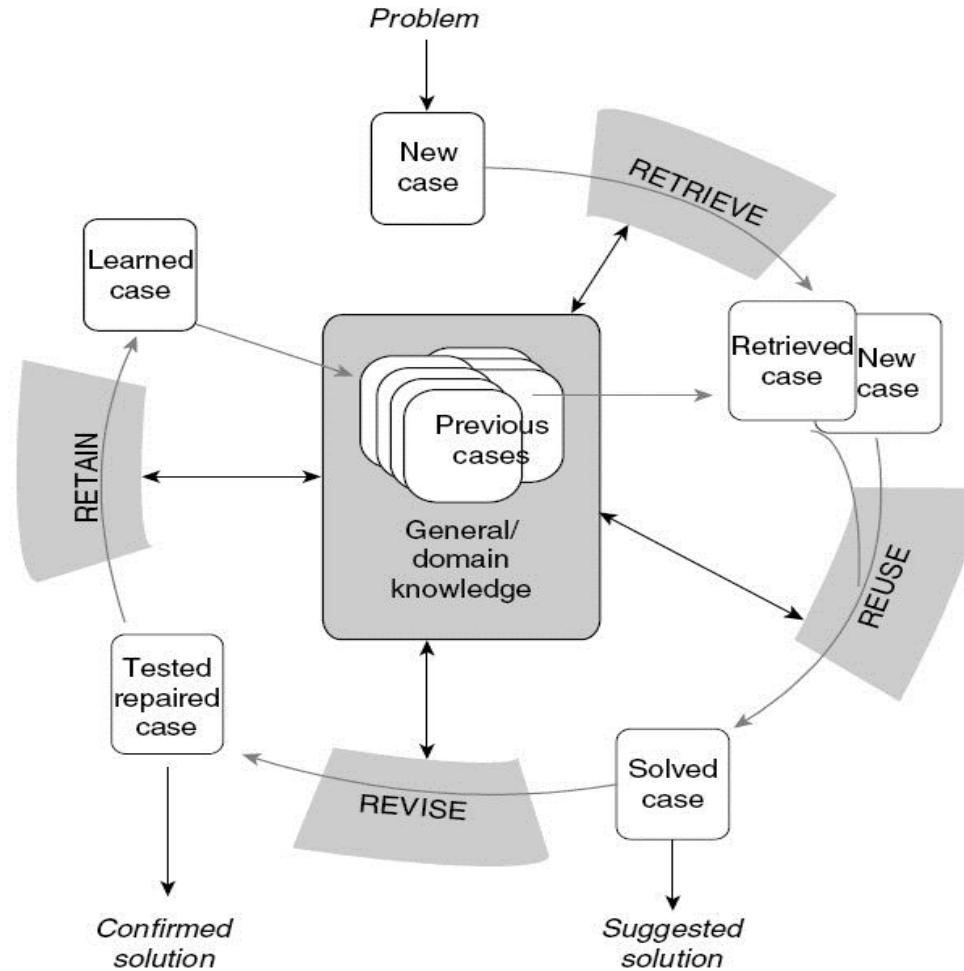 Problem
New
case
RETRIEVE
Learned
case
Retrieved
case
New
case
Previous
cases
RETAIN
General/
domain
knowledge
REUSE
Tested
repaired
case
Solved
case
REVISE
Confirmed
solution
Suggested
solution